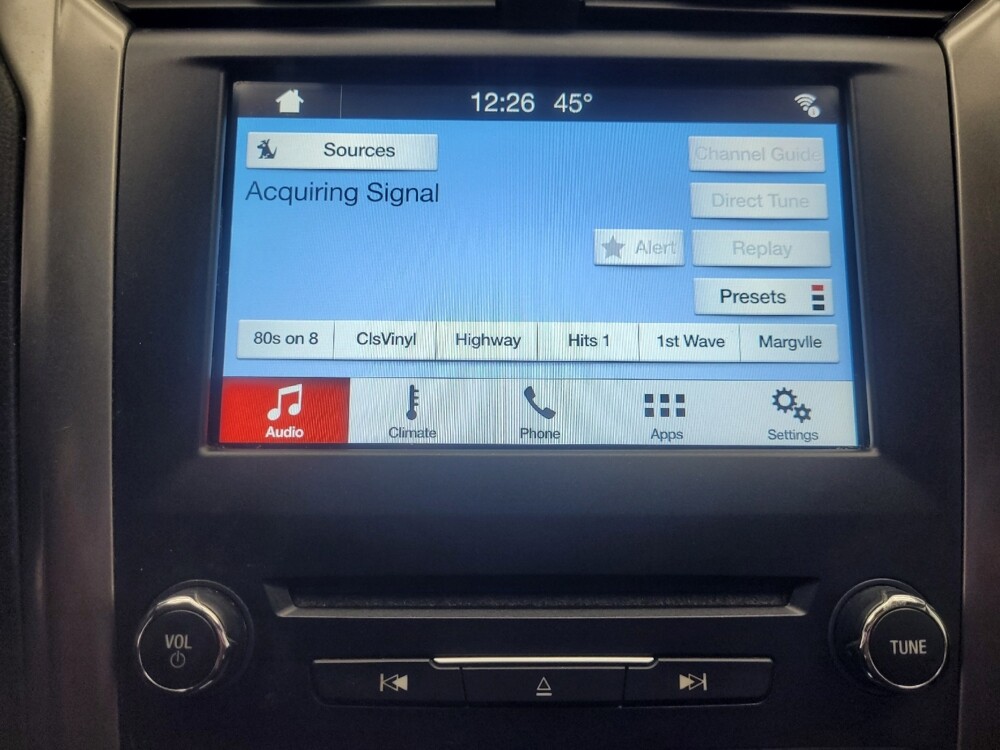 12:26 45°
Sources
Channel Guide
Acquiring Signal
Direct Tune
Alert
Replay
Presets
80s on 8 ClsVinyl Highway Hits 1 1st Wave Margvlle
Audio Climate Phone Apps Settings
VOL
TUNE